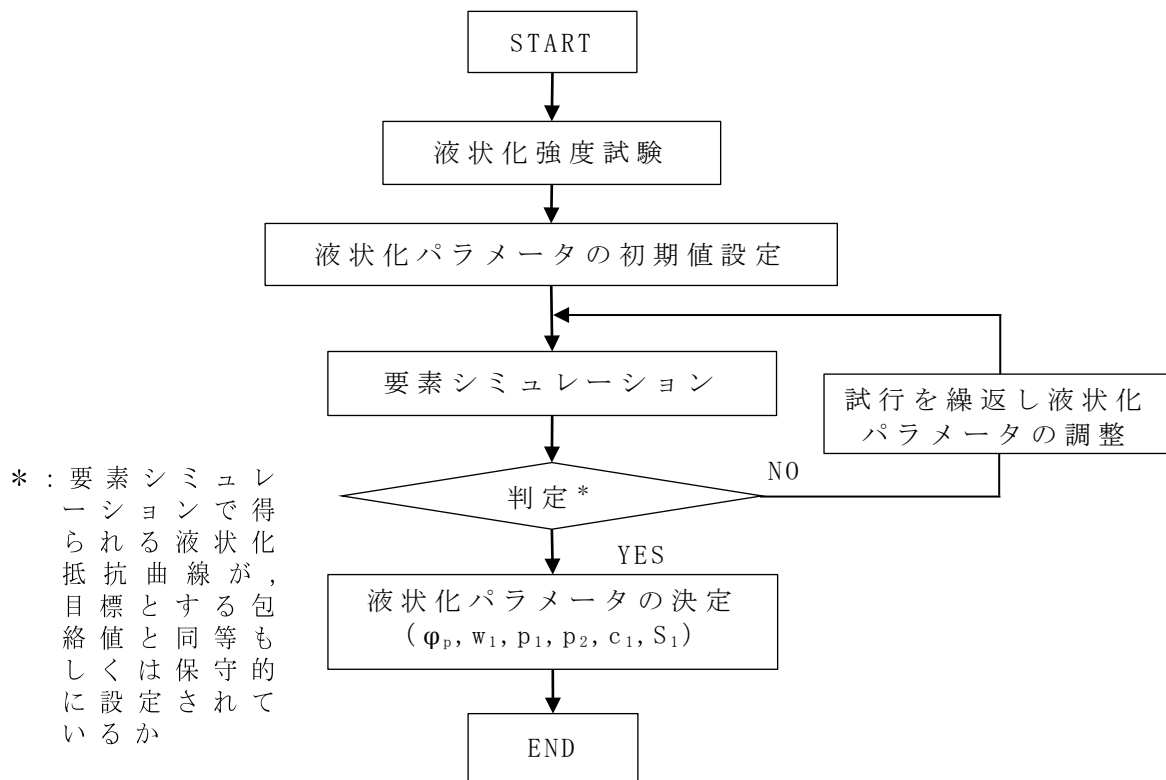 START
液状化強度試験
液状化パラメータの初期値設定
要素シミュレーション
試行を繰返し液状化
パラメータの調整
判定*
NO
YES
*:要素シミュレ
ーションで得
られる液状化
抵抗曲線が,
目標とする包
絡値と同等も
しくは保守的
に設定されて
いるか
液状化パラメータの決定
(φp,w1,p1,p2,c1,S1)
END